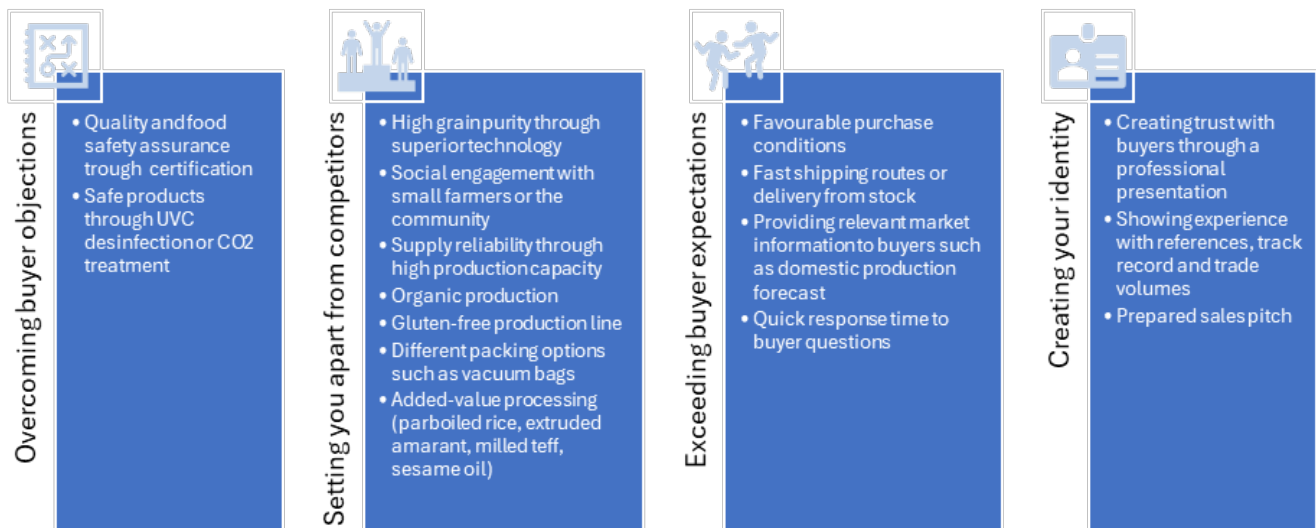 Overcoming buyer objections
• Quality and food
safety assurance
trough certification
• Safe products
through UVC
desinfection or CO2
treatment
Setting you apart from competitors
• High grain purity through
superior technology
• Social engagement with
small farmers or the
community
• Supply reliability through
high production capacity
• Organic production
• Gluten-free production line
• Different packing options
such as vacuum bags
• Added-value processing
(parboiled rice, extruded
amarant, milled teff,
sesame oil)
Exceeding buyer expectations
• Favourable purchase
conditions
• Fast shipping routes or
delivery from stock
• Providing relevant market
information to buyers such
as domestic production
forecast
• Quick response time to
buyer questions
Creating your identity
• Creating trust with
buyers through a
professional
presentation
• Showing experience
with references, track
record and trade
volumes
• Prepared sales pitch